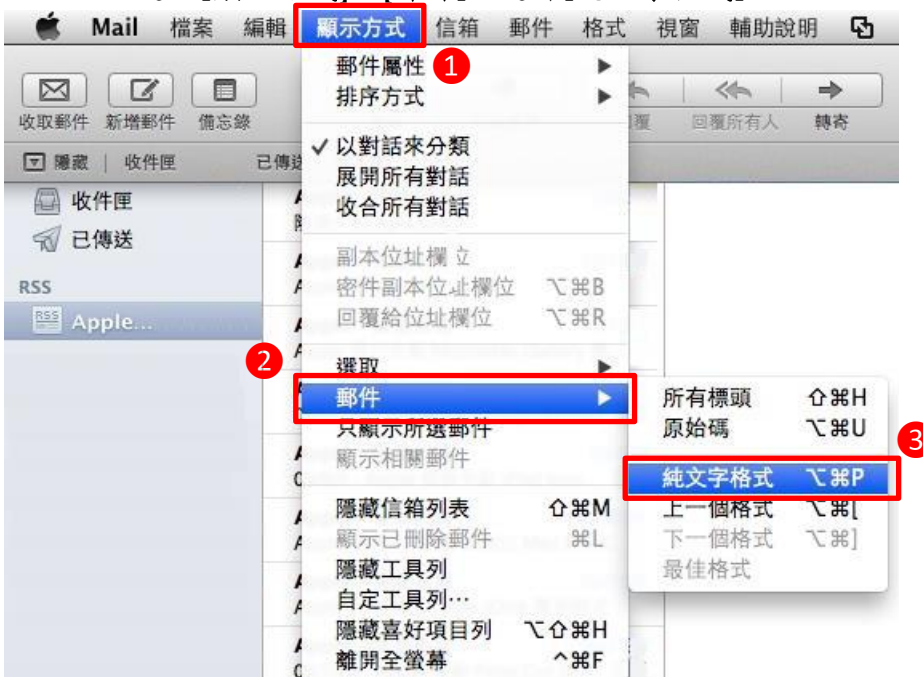 Mail 檔案 編輯 顯示方式 信箱 郵件 格式 視窗 輔助說明
收取郵件 新增郵件 備忘錄
覆 回覆所有人 轉寄
隱藏 | 收件匣 已傳送
收件匣
已傳送
RSS
RSS Apple...
1
郵件屬性
排序方式
✓ 以對話來分類
展開所有對話
收合所有對話
副本位址欄位
密件副本位址欄位 ⌥⌘B
回覆給位址欄位 ⌥⌘R
選取
2
郵件
只顯示所選郵件
顯示相關郵件
隱藏信箱列表 ⇧⌘M
顯示已刪除郵件 ⌘L
隱藏工具列
自定工具列…
隱藏喜好項目列 ⌥⇧⌘H
離開全螢幕 ^⌘F
所有標頭 ⇧⌘H
原始碼 ⌥⌘U
3
純文字格式 ⌥⌘P
上一個格式 ⌥⌘[
下一個格式 ⌥⌘]
最佳格式